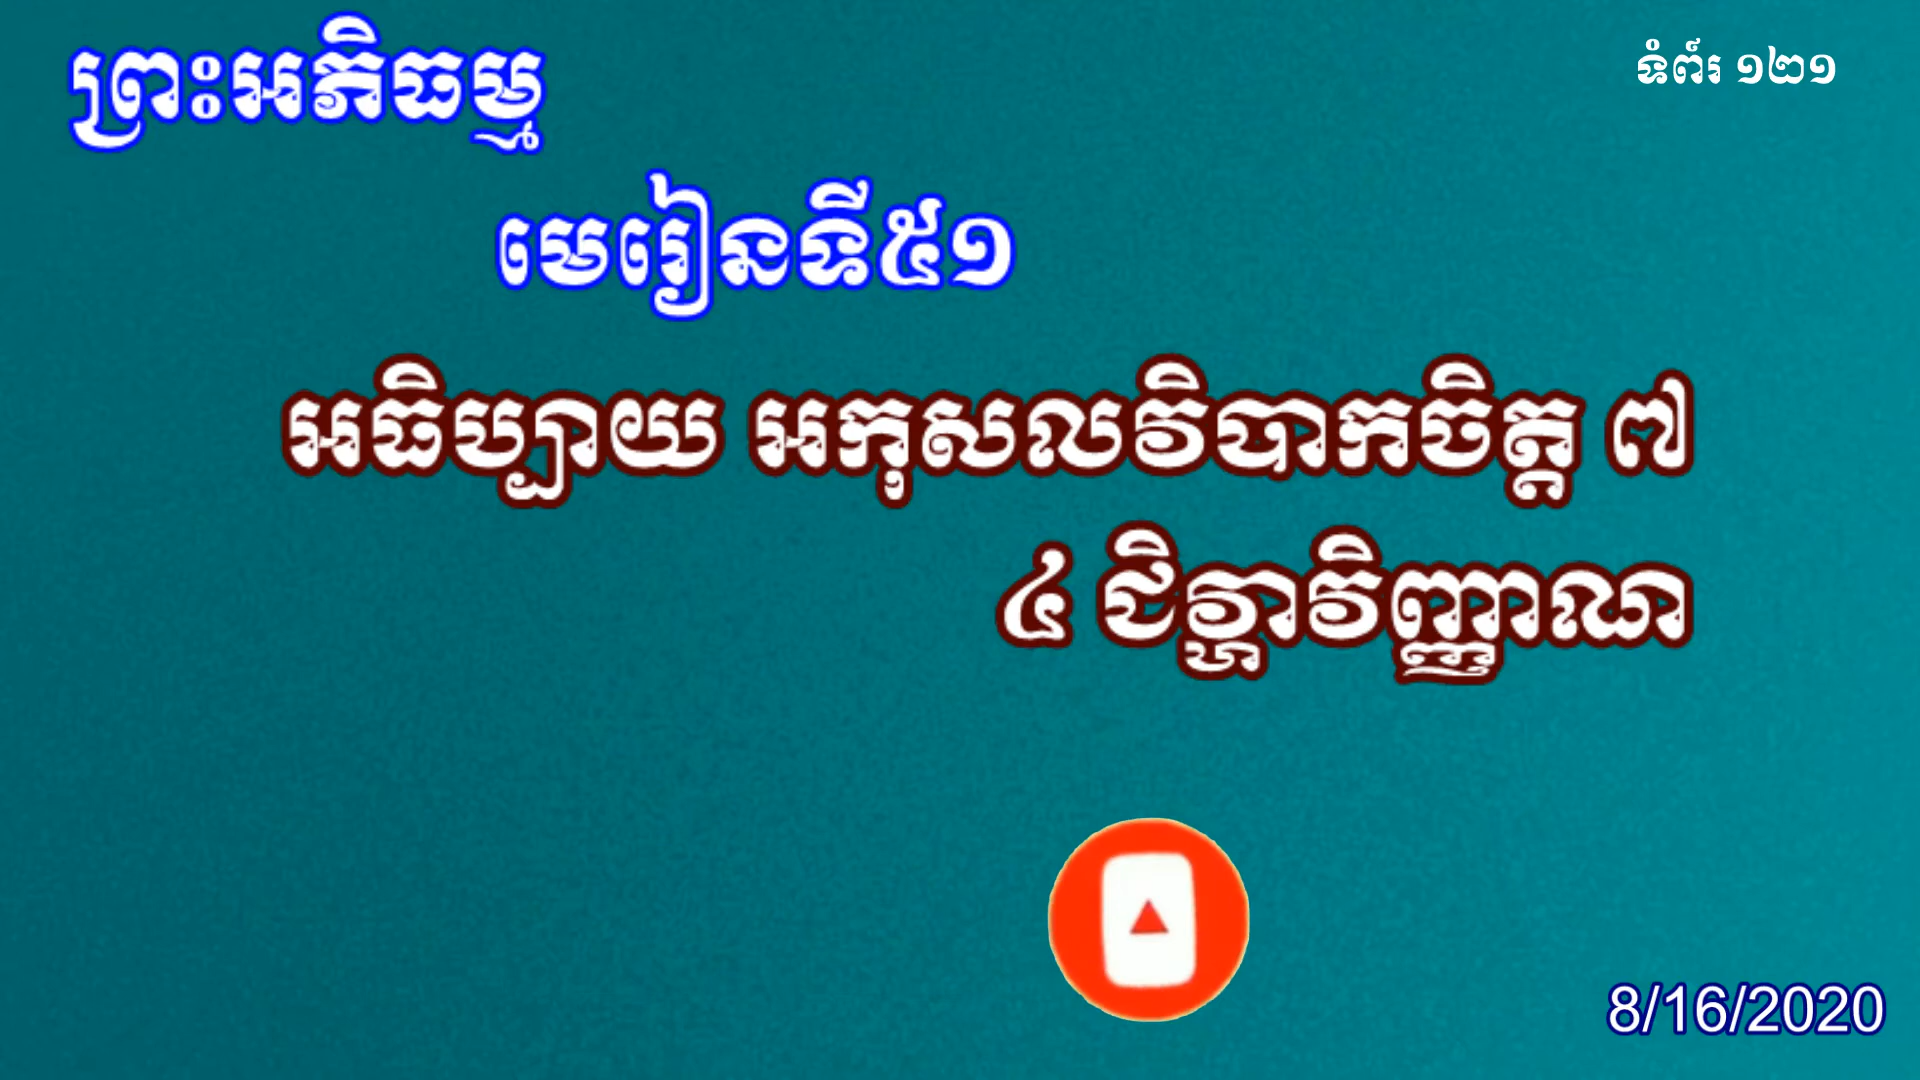 ព្រះអភិធម្ម
ទំព័រ ១២១
មេរៀនទី៥១
អធិប្បាយ អកុសលវិបាកចិត្ត ៧
៤ ជិវ្ហាវិញ្ញាណ
8/16/2020